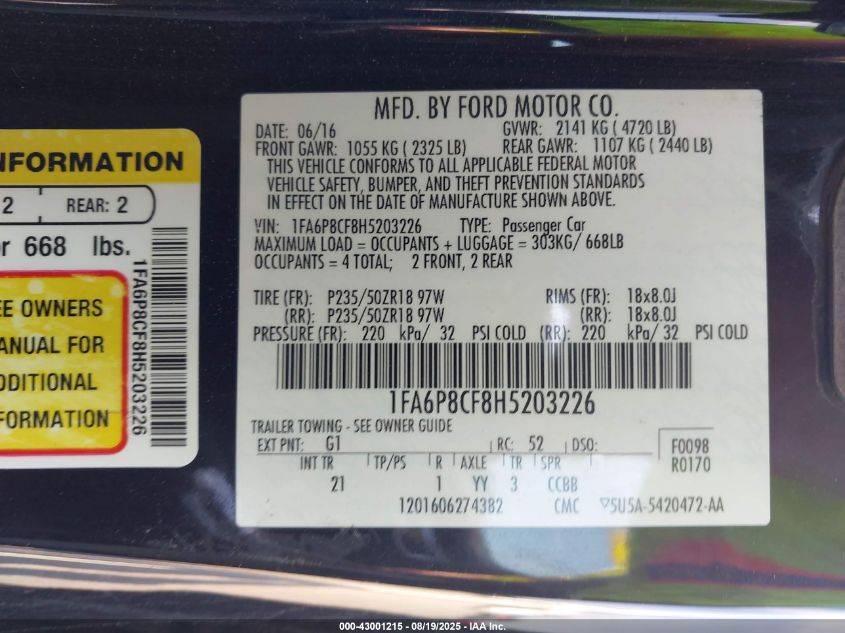 NFORMATION
2 REAR: 2
or 668 lbs.
EE OWNERS
ANUAL FOR
DDITIONAL
FORMATION
1FA6P8CF8H5203226
MFD. BY FORD MOTOR CO.
DATE: 06/16 GVWR: 2141 KG ( 4720 LB)
FRONT GAWR: 1055 KG ( 2325 LB) REAR GAWR: 1107 KG ( 2440 LB)
THIS VEHICLE CONFORMS TO ALL APPLICABLE FEDERAL MOTOR
VEHICLE SAFETY, BUMPER, AND THEFT PREVENTION STANDARDS
IN EFFECT ON THE DATE OF MANUFACTURE SHOWN ABOVE.
VIN: 1FA6P8CF8H5203226 TYPE: Passenger Car
MAXIMUM LOAD = OCCUPANTS + LUGGAGE = 303KG/ 668LB
OCCUPANTS = 4 TOTAL; 2 FRONT, 2 REAR
TIRE (FR): P235/50ZR18 97W RIMS (FR): 18x8.0J
(RR): P235/50ZR18 97W (RR): 18x8.0J
PRESSURE (FR): 220 kPa/ 32 PSI COLD (RR): 220 kPa/ 32 PSI COLD
1FA6P8CF8H5203226
TRAILER TOWING - SEE OWNER GUIDE
EXT PNT: G1 RC: 52 DSO: F0098
R0170
INT TR TP/PS R AXLE TR SPR
21 1 YY 3 CCBB
1201606274382 CMC 5U5A-5420472-AA
000-43001215 - 08/19/2025 - IAA Inc.